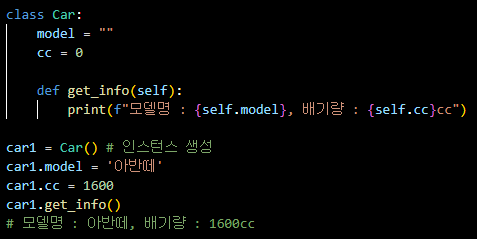 class Car:
    model = ""
    cc = 0

    def get_info(self):
        print(f"모델명 : {self.model}, 배기량 : {self.cc}cc")

car1 = Car() # 인스턴스 생성
car1.model = '아반떼'
car1.cc = 1600
car1.get_info()
# 모델명 : 아반떼, 배기량 : 1600cc